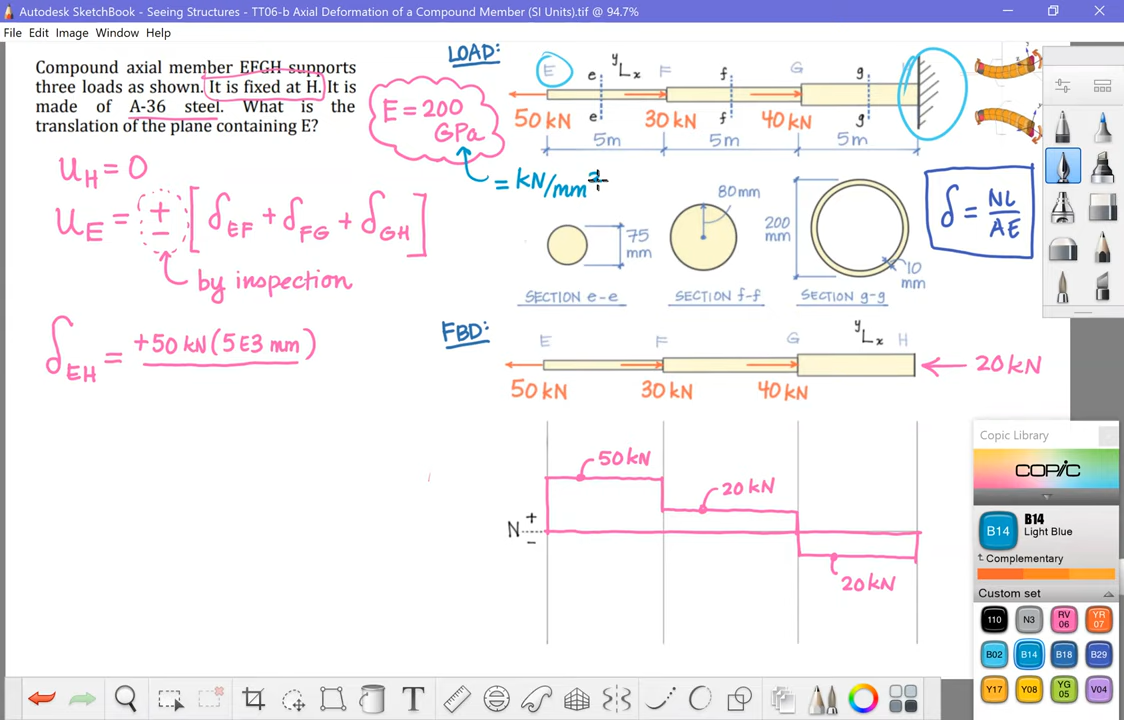 Autodesk SketchBook - Seeing Structures - TT06-b Axial Deformation of a Compound Member (SI Units).tif @ 94.7%
File Edit Image Window Help
Compound axial member EFGH supports
three loads as shown. It is fixed at H. It is
made of A-36 steel. What is the
translation of the plane containing E?
E = 200
GPa
= kN/mm²
u_H = 0
u_E = ± [δ_EF + δ_FG + δ_GH]
by inspection
δ_EH = +50 kN (5E3 mm)
LOAD:
E e y x F f G g
50 kN e 30 kN f 40 kN g
5m 5m 5m
75
mm
80mm
200
mm
10
mm
SECTION e-e SECTION f-f SECTION g-g
δ = NL/AE
FBD:
E F G y x H
50 kN 30 kN 40 kN 20 kN
50 kN
20 kN
N + -
20 kN
Copic Library
COPIC
B14
B14
Light Blue
Complementary
Custom set
110 N3 RV 06 YR 07
B02 B14 B18 B29
Y17 Y08 YG 05 V04
T